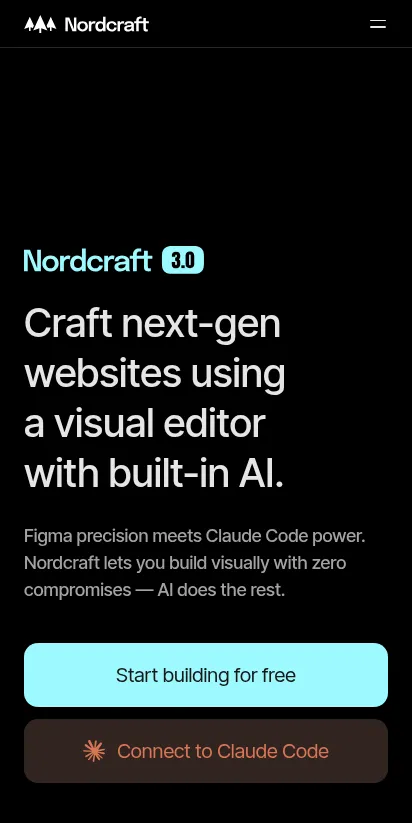 Nordcraft
Nordcraft 3.0
Craft next-gen
websites using
a visual editor
with built-in AI.
Figma precision meets Claude Code power.
Nordcraft lets you build visually with zero
compromises — AI does the rest.
Start building for free
Connect to Claude Code